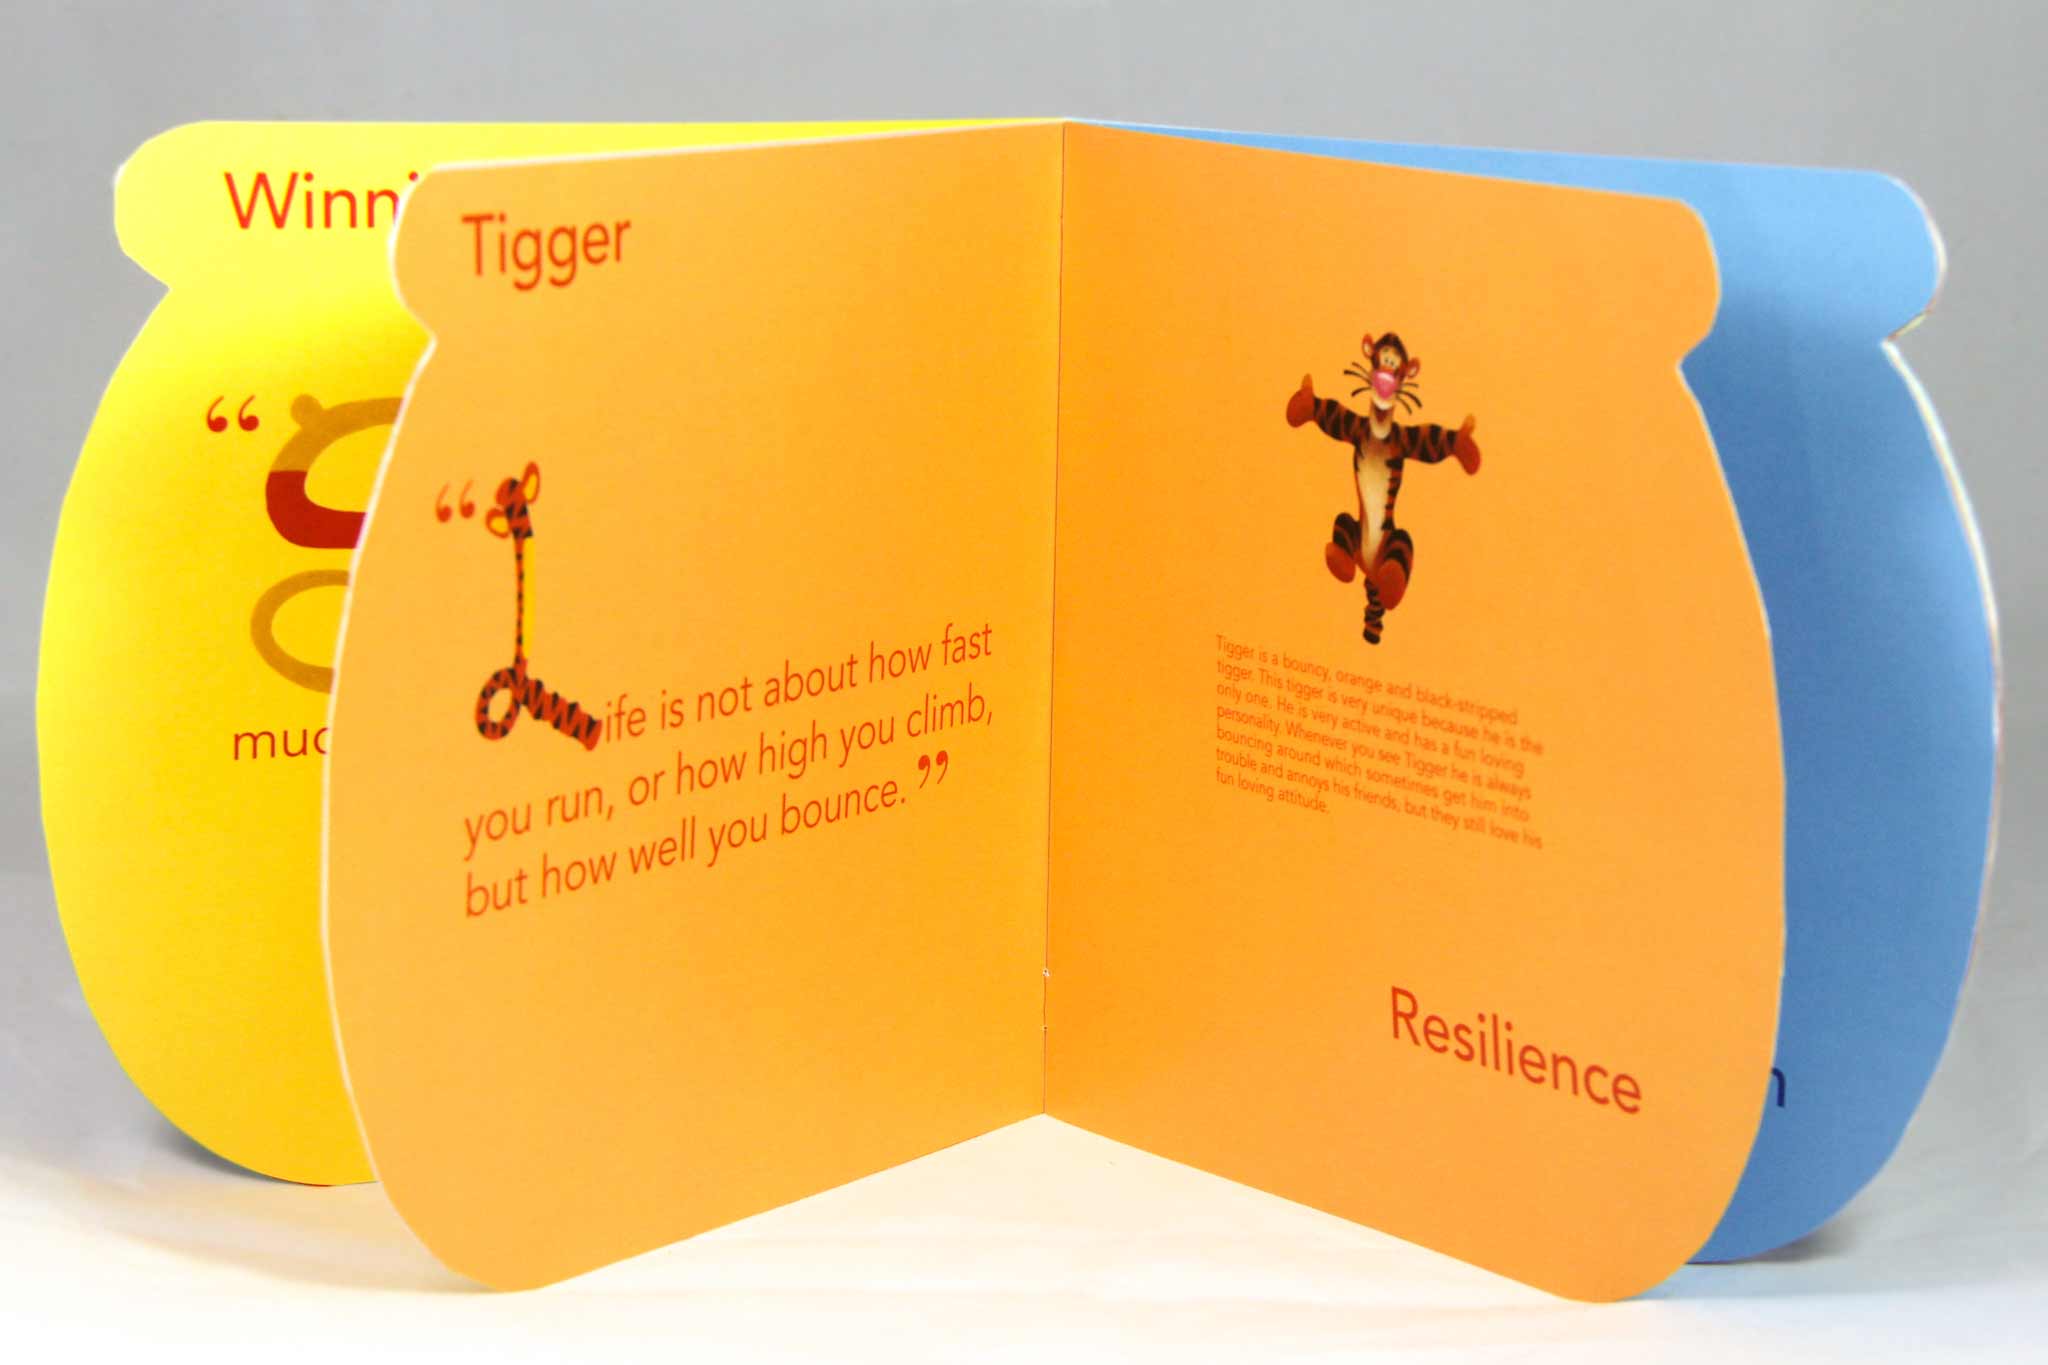 Winni
“
muc
Tigger
“Life is not about how fast
you run, or how high you climb,
but how well you bounce.”
Tigger is a bouncy, orange and black-stripped
tigger. This tigger is very unique because he is the
only one. He is very active and has a fun loving
personality. Whenever you see Tigger he is always
bouncing around which sometimes get him into
trouble and annoys his friends, but they still love his
fun loving attitude.
Resilience
n